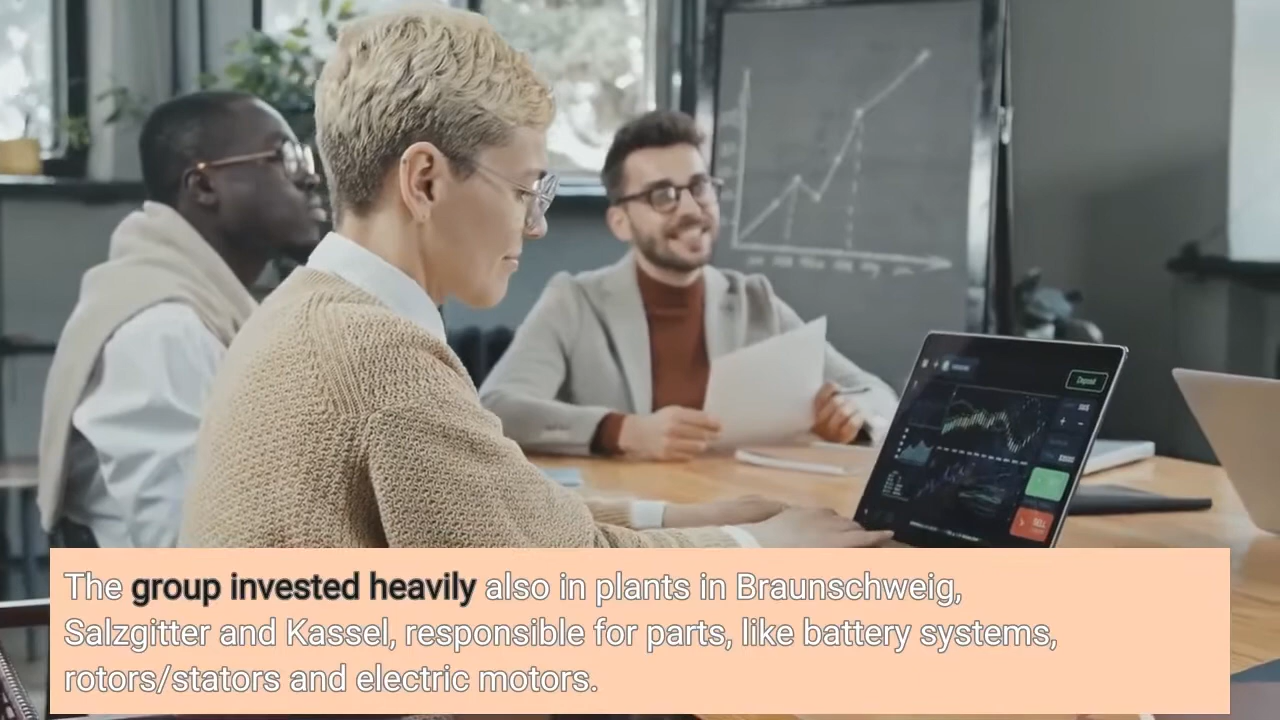 Deposit
SELL
The group invested heavily also in plants in Braunschweig,
Salzgitter and Kassel, responsible for parts, like battery systems,
rotors/stators and electric motors.